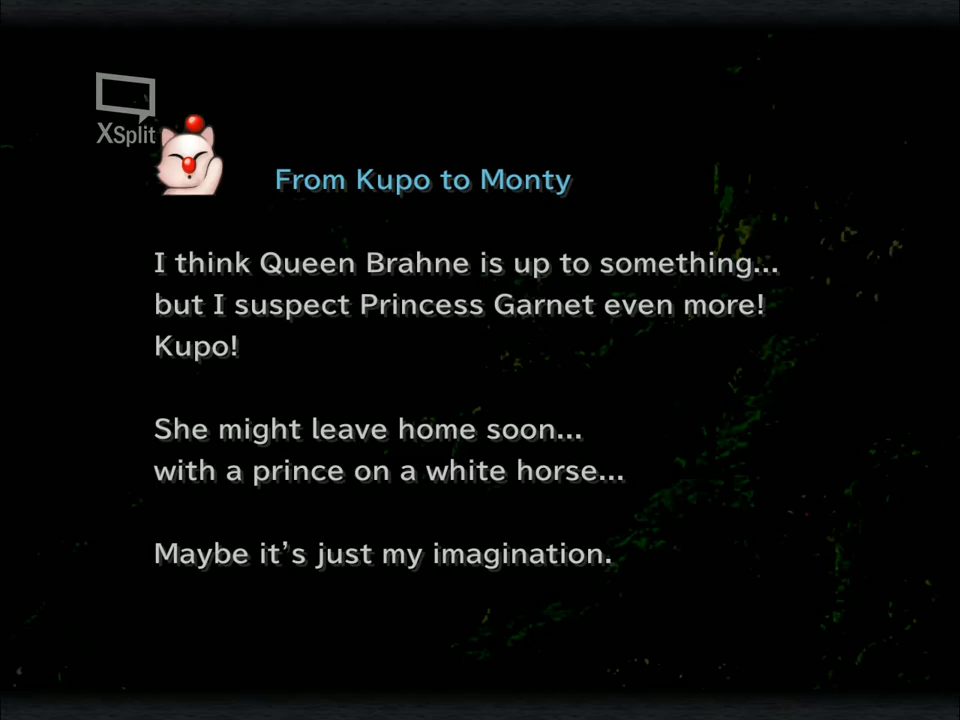 XSplit
From Kupo to Monty
I think Queen Brahne is up to something...
but I suspect Princess Garnet even more!
Kupo!
She might leave home soon...
with a prince on a white horse...
Maybe it's just my imagination.